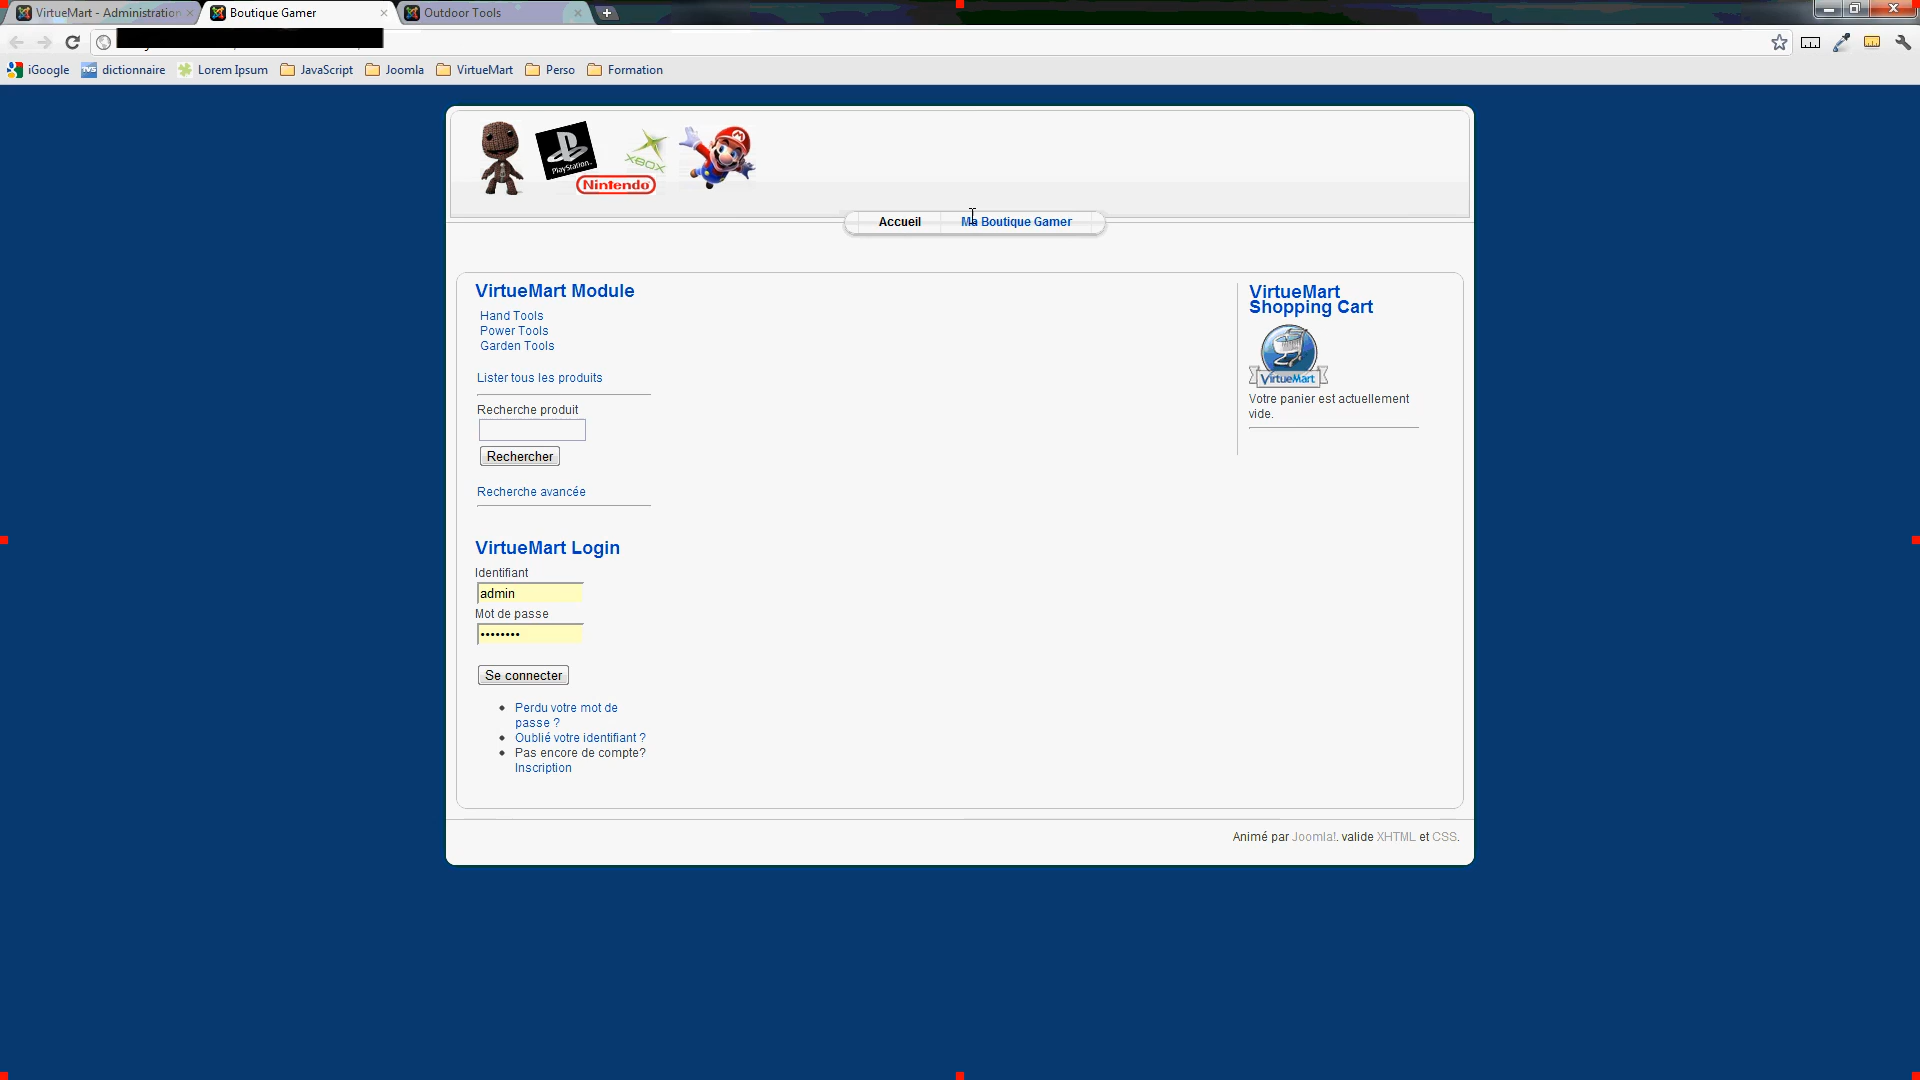 VirtueMart - Administration
Boutique Gamer
Outdoor Tools
iGoogle
dictionnaire
Lorem Ipsum
JavaScript
Joomla
VirtueMart
Perso
Formation
PlayStation
XBOX
Nintendo
Accueil
Ma Boutique Gamer
VirtueMart Module
Hand Tools
Power Tools
Garden Tools
Lister tous les produits
Recherche produit
Rechercher
Recherche avancée
VirtueMart Login
Identifiant
admin
Mot de passe
••••••••
Se connecter
Perdu votre mot de
passe ?
Oublié votre identifiant ?
Pas encore de compte?
Inscription
VirtueMart
Shopping Cart
VirtueMart
Votre panier est actuellement
vide.
Animé par Joomla!. valide XHTML et CSS.